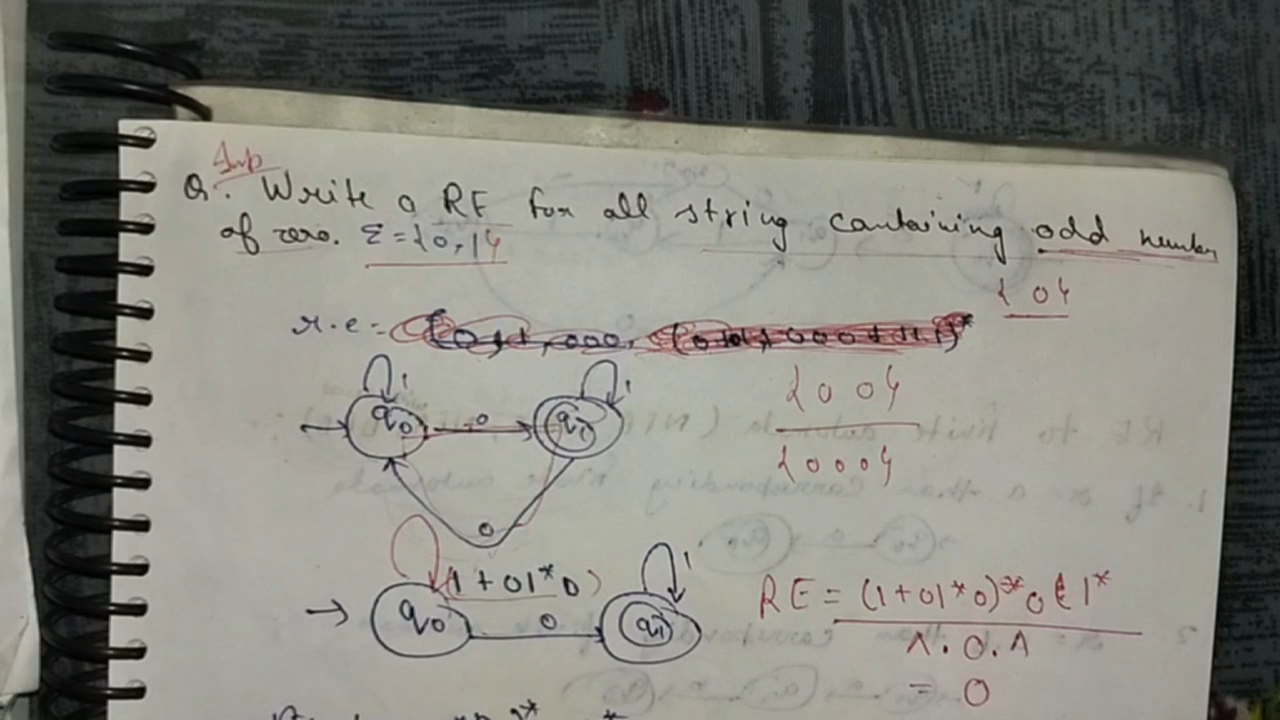 Imp
Q. Write a RE for all string containing odd number
of zero. Σ={0,1}
{0}
r.e=
1
1
q0
0
q1
{00}
{000}
0
(1+01*0)
1
q0
0
q1
RE = (1+01*0)* 0 1*
^.0.^
= 0